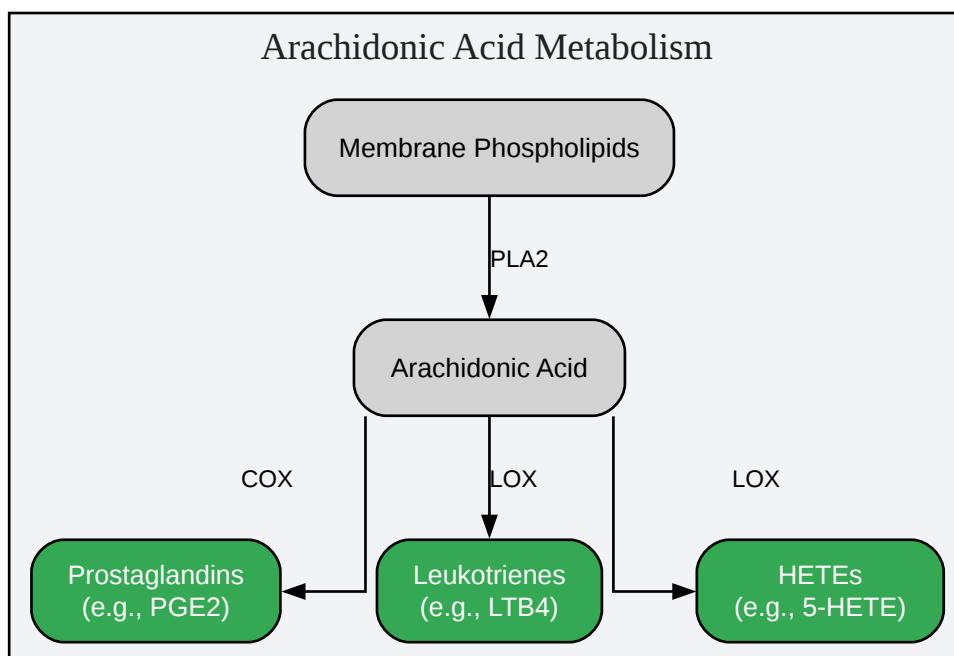 Arachidonic Acid Metabolism
Membrane Phospholipids
PLA2
Arachidonic Acid
COX
LOX
LOX
Prostaglandins
(e.g., PGE2)
Leukotrienes
(e.g., LTB4)
HETEs
(e.g., 5-HETE)